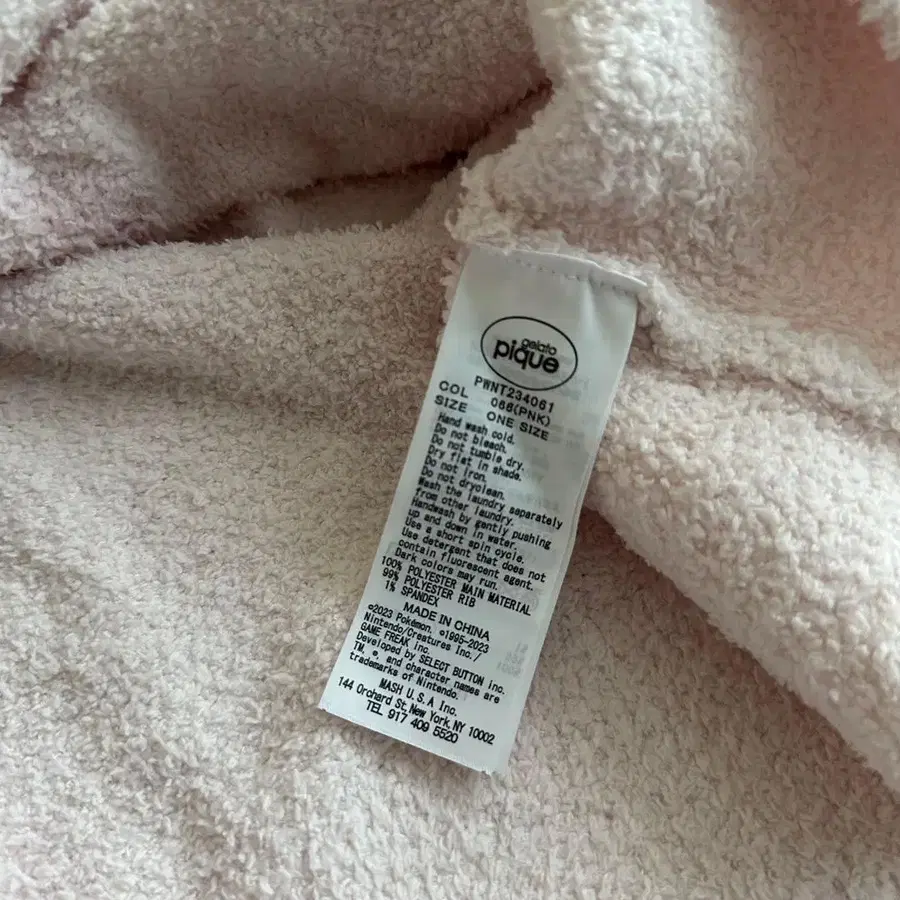 gelato
pique
PWNT234061
COL 066(PNK)
SIZE ONE SIZE
Hand wash cold.
Do not bleach.
Do not tumble dry.
Dry flat in shade.
Do not iron.
Do not dryclean.
Wash the laundry separately
from other laundry.
Handwash by gently pushing
up and down in water.
Use a short spin cycle.
Use detergent that does not
contain fluorescent agent.
Dark colors may run.
100% POLYESTER MAIN MATERIAL
99% POLYESTER RIB
1% SPANDEX
MADE IN CHINA
©2023 Pokémon. ©1995-2023
Nintendo/Creatures Inc./
GAME FREAK inc.
Developed by SELECT BUTTON inc.
TM, ®, and character names are
trademarks of Nintendo.
MASH U.S.A Inc.
144 Orchard St, New York, NY 10002
TEL 917 409 5520